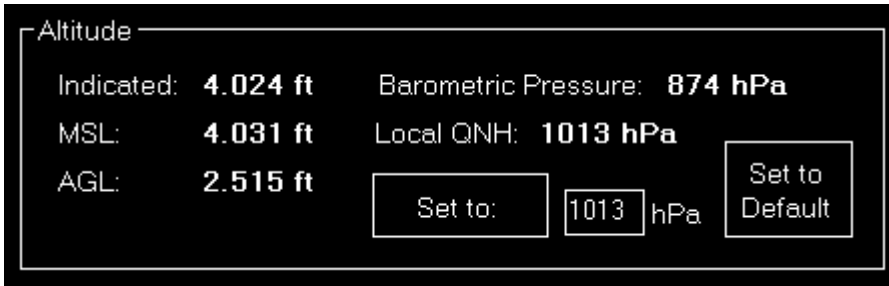 Altitude
Indicated: 4.024 ft Barometric Pressure: 874 hPa
MSL: 4.031 ft Local QNH: 1013 hPa
AGL: 2.515 ft
Set to: 1013 hPa
Set to
Default